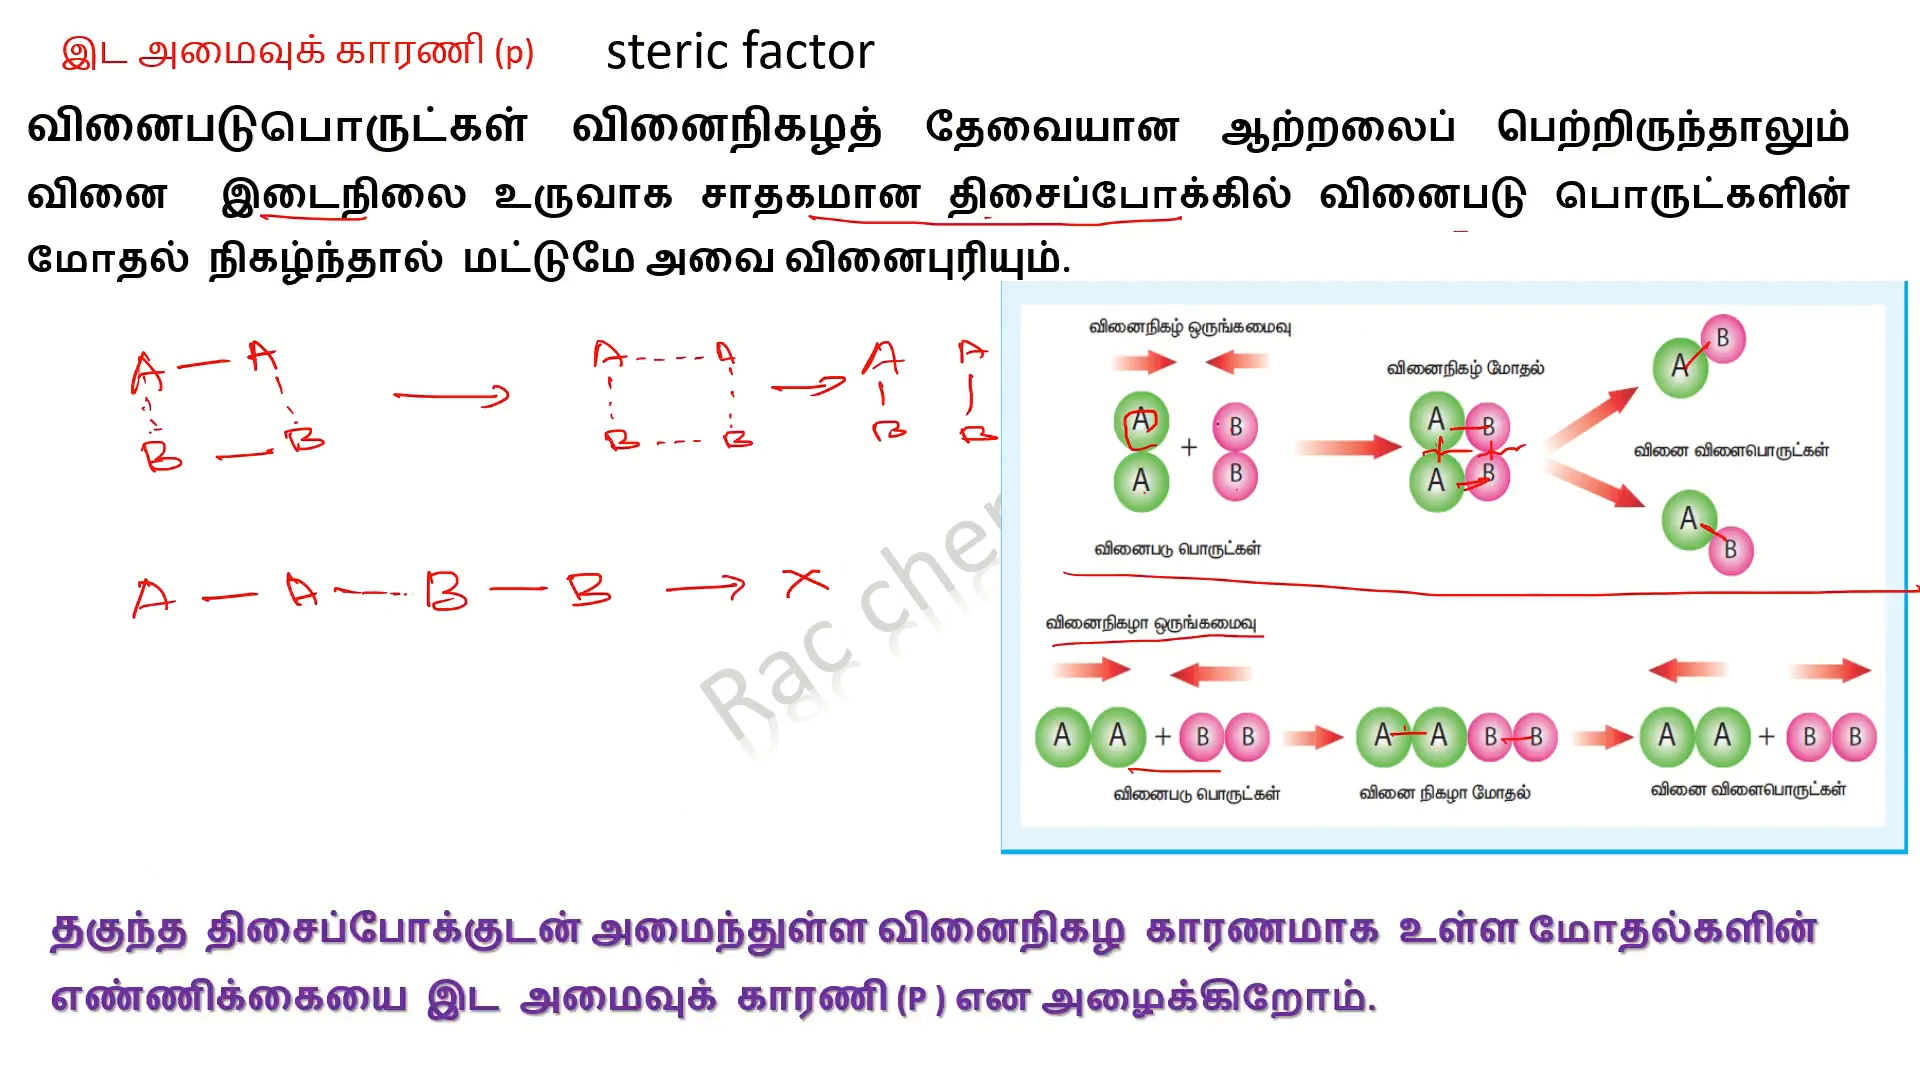 இட அமைவுக் காரணி (p) steric factor
வினைபடுபொருட்கள் வினைநிகழத் தேவையான ஆற்றலைப் பெற்றிருந்தாலும்
வினை இடைநிலை உருவாக சாதகமான திசைப்போக்கில் வினைபடு பொருட்களின்
மோதல் நிகழ்ந்தால் மட்டுமே அவை வினைபுரியும்.
A — A
B — B
→
A ---- A
B --- B
→
A A
B B
A — A ---- B — B → X
வினைநிகழ் ஒருங்கமைவு
வினைநிகழ் மோதல்
A B
A B
A + B
A B
A B
A B
வினை விளைபொருட்கள்
A B
வினைபடு பொருட்கள்
வினைநிகழா ஒருங்கமைவு
A A + B B
A A B B
A A + B B
வினைபடு பொருட்கள்
வினை நிகழா மோதல்
வினை விளைபொருட்கள்
தகுந்த திசைப்போக்குடன் அமைந்துள்ள வினைநிகழ காரணமாக உள்ள மோதல்களின்
எண்ணிக்கையை இட அமைவுக் காரணி (P ) என அழைக்கிறோம்.